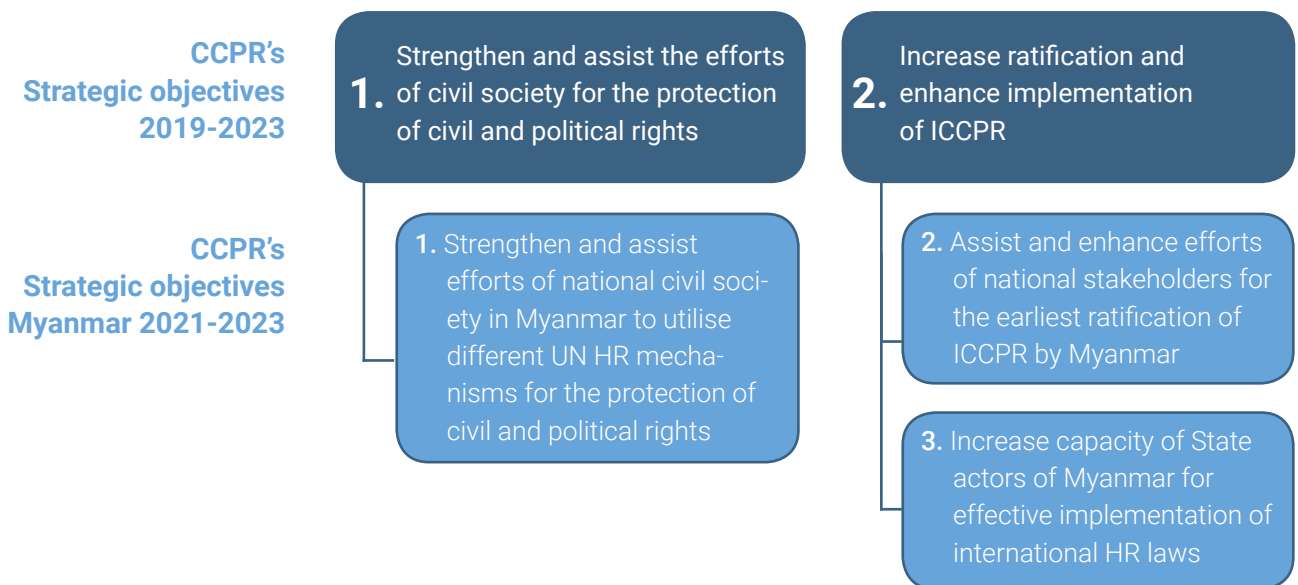 CCPR’s
Strategic objectives
2019-2023
1. Strengthen and assist the efforts
of civil society for the protection
of civil and political rights
2. Increase ratification and
enhance implementation
of ICCPR
CCPR’s
Strategic objectives
Myanmar 2021-2023
1. Strengthen and assist
efforts of national civil soci-
ety in Myanmar to utilise
different UN HR mecha-
nisms for the protection of
civil and political rights
2. Assist and enhance efforts
of national stakeholders for
the earliest ratification of
ICCPR by Myanmar
3. Increase capacity of State
actors of Myanmar for
effective implementation of
international HR laws